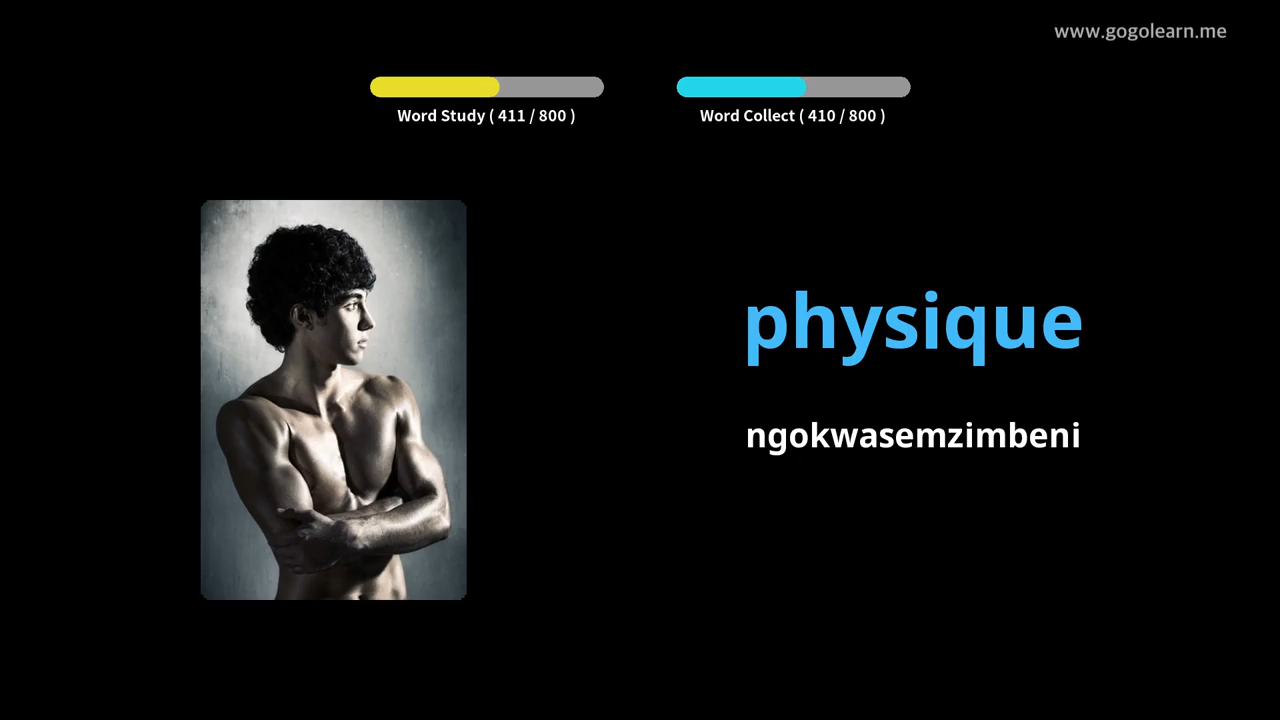 www.gogolearn.me
Word Study ( 411 / 800 )
Word Collect ( 410 / 800 )
physique
ngokwasemzimbeni